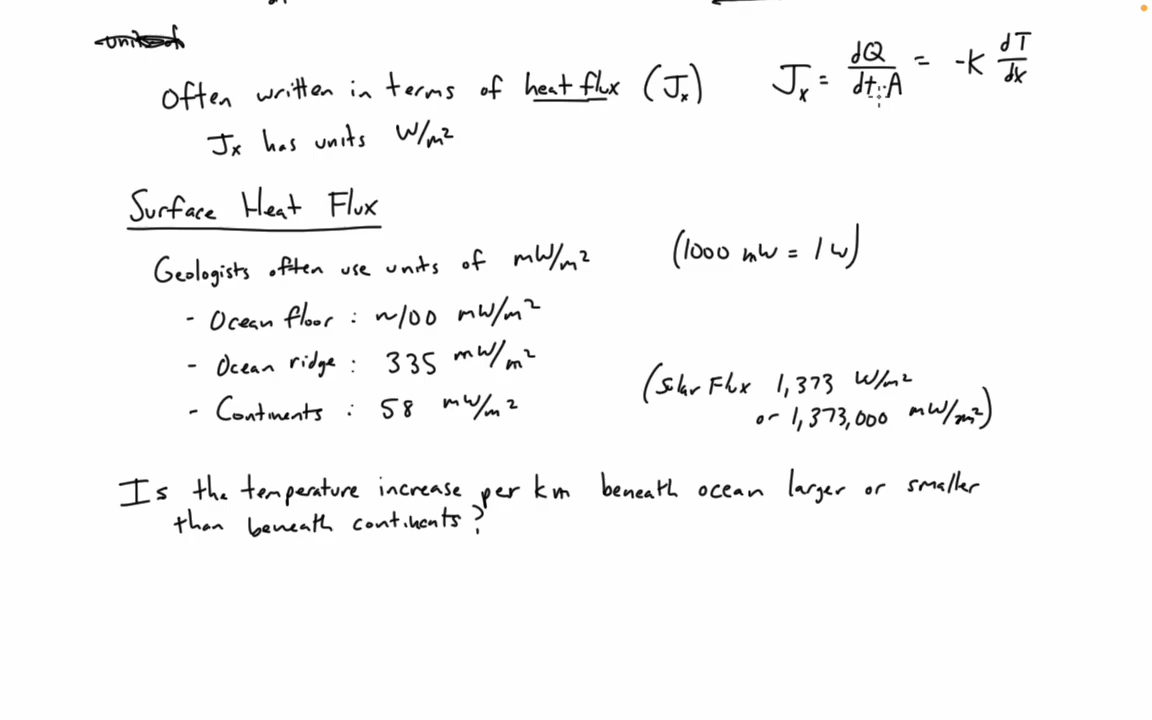 Often written in terms of heat flux (Jₓ) Jₓ = dQ/dt·A = -K dT/dx
Jₓ has units W/m²
Surface Heat Flux
Geologists often use units of mW/m² (1000 mW = 1 W)
- Ocean floor : ~100 mW/m²
- Ocean ridge : 335 mW/m²
- Continents : 58 mW/m²
(Solar Flux 1,373 W/m²
or 1,373,000 mW/m²)
Is the temperature increase per km beneath ocean larger or smaller
than beneath continents?